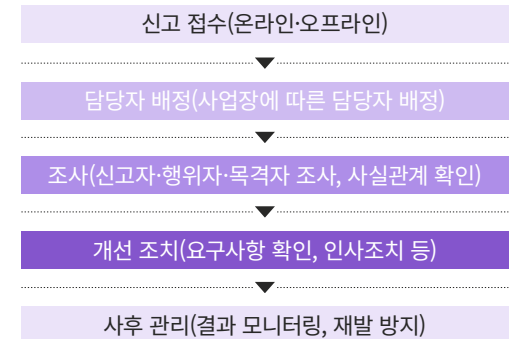 신고 접수(온라인·오프라인)
담당자 배정(사업장에 따른 담당자 배정)
조사(신고자·행위자·목격자 조사, 사실관계 확인)
개선 조치(요구사항 확인, 인사조치 등)
사후 관리(결과 모니터링, 재발 방지)